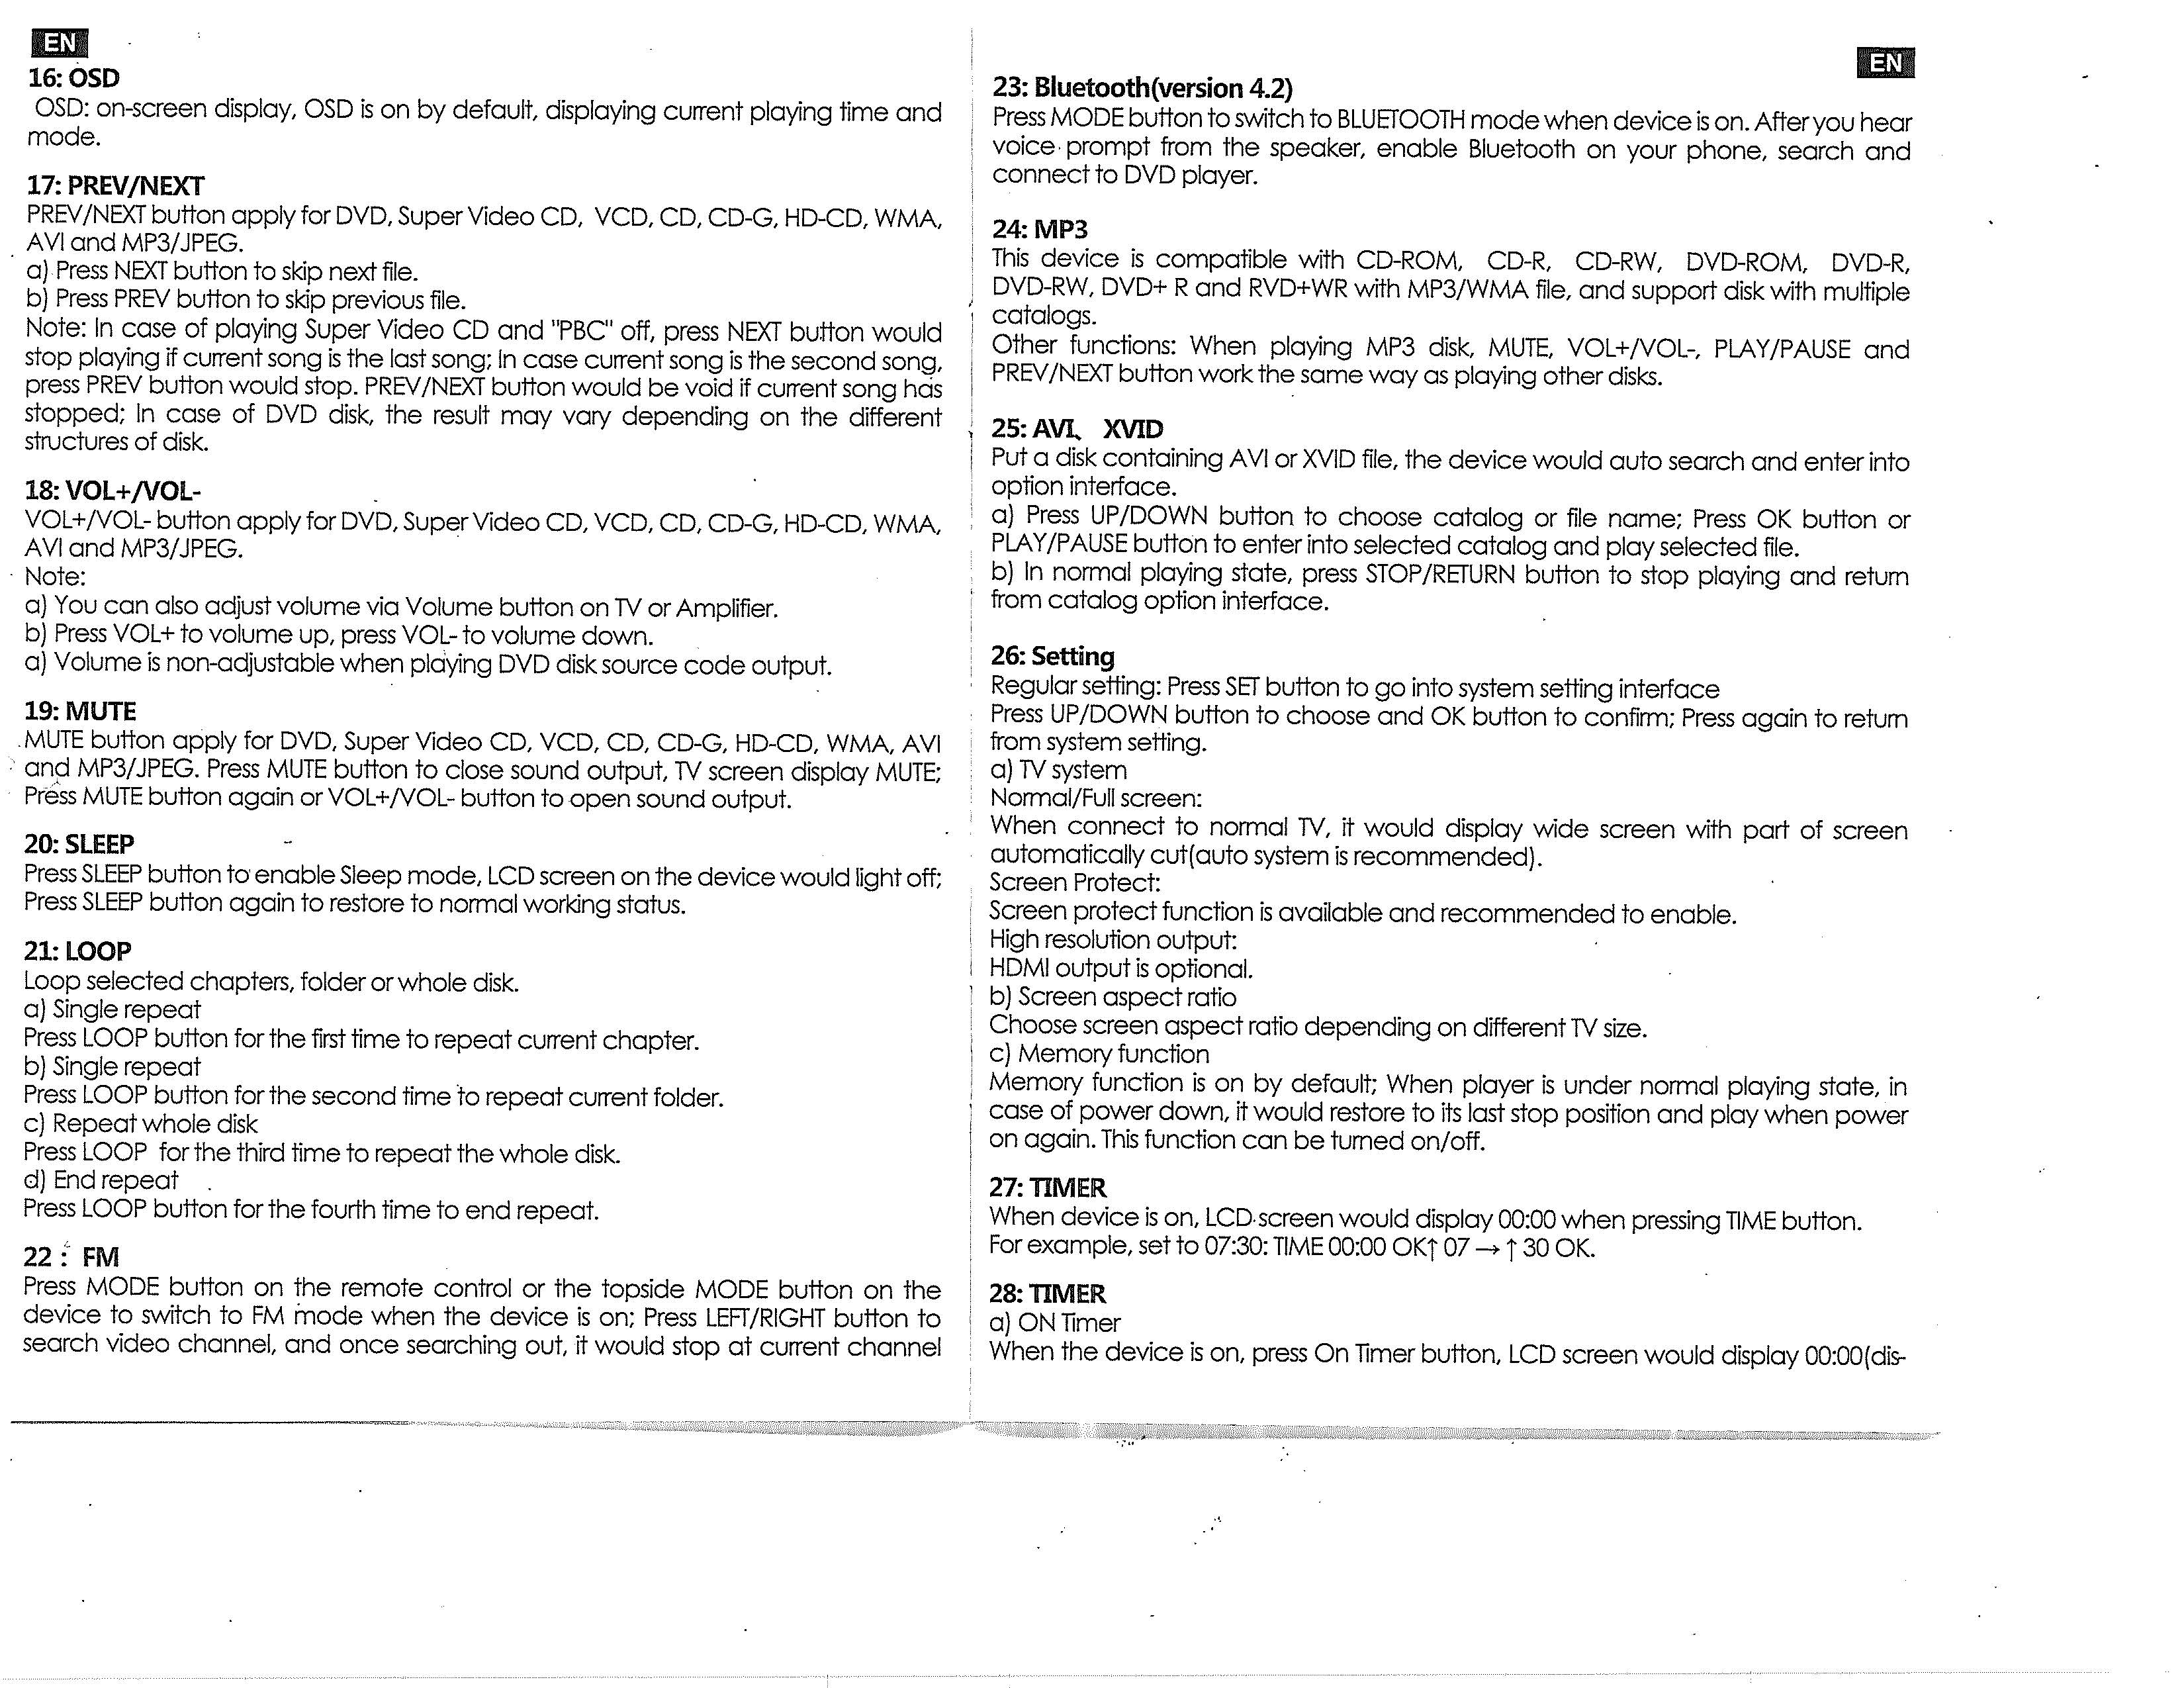 EN
16: OSD
OSD: on-screen display, OSD is on by default, displaying current playing time and
mode.
17: PREV/NEXT
PREV/NEXT button apply for DVD, Super Video CD, VCD, CD, CD-G, HD-CD, WMA,
AVI and MP3/JPEG.
a) Press NEXT button to skip next file.
b) Press PREV button to skip previous file.
Note: In case of playing Super Video CD and "PBC" off, press NEXT button would
stop playing if current song is the last song; In case current song is the second song,
press PREV button would stop. PREV/NEXT button would be void if current song has
stopped; In case of DVD disk, the result may vary depending on the different
structures of disk.
18: VOL+/VOL-
VOL+/VOL- button apply for DVD, Super Video CD, VCD, CD, CD-G, HD-CD, WMA,
AVI and MP3/JPEG.
Note:
a) You can also adjust volume via Volume button on TV or Amplifier.
b) Press VOL+ to volume up, press VOL- to volume down.
a) Volume is non-adjustable when playing DVD disk source code output.
19: MUTE
MUTE button apply for DVD, Super Video CD, VCD, CD, CD-G, HD-CD, WMA, AVI
and MP3/JPEG. Press MUTE button to close sound output, TV screen display MUTE;
Press MUTE button again or VOL+/VOL- button to open sound output.
20: SLEEP
Press SLEEP button to enable Sleep mode, LCD screen on the device would light off;
Press SLEEP button again to restore to normal working status.
21: LOOP
Loop selected chapters, folder or whole disk.
a) Single repeat
Press LOOP button for the first time to repeat current chapter.
b) Single repeat
Press LOOP button for the second time to repeat current folder.
c) Repeat whole disk
Press LOOP for the third time to repeat the whole disk.
d) End repeat
Press LOOP button for the fourth time to end repeat.
22 : FM
Press MODE button on the remote control or the topside MODE button on the
device to switch to FM mode when the device is on; Press LEFT/RIGHT button to
search video channel, and once searching out, it would stop at current channel
EN
23: Bluetooth(version 4.2)
Press MODE button to switch to BLUETOOTH mode when device is on. After you hear
voice prompt from the speaker, enable Bluetooth on your phone, search and
connect to DVD player.
24: MP3
This device is compatible with CD-ROM, CD-R, CD-RW, DVD-ROM, DVD-R,
DVD-RW, DVD+ R and RVD+WR with MP3/WMA file, and support disk with multiple
catalogs.
Other functions: When playing MP3 disk, MUTE, VOL+/VOL-, PLAY/PAUSE and
PREV/NEXT button work the same way as playing other disks.
25: AVI、 XVID
Put a disk containing AVI or XVID file, the device would auto search and enter into
option interface.
a) Press UP/DOWN button to choose catalog or file name; Press OK button or
PLAY/PAUSE button to enter into selected catalog and play selected file.
b) In normal playing state, press STOP/RETURN button to stop playing and return
from catalog option interface.
26: Setting
Regular setting: Press SET button to go into system setting interface
Press UP/DOWN button to choose and OK button to confirm; Press again to return
from system setting.
a) TV system
Normal/Full screen:
When connect to normal TV, it would display wide screen with part of screen
automatically cut(auto system is recommended).
Screen Protect:
Screen protect function is available and recommended to enable.
High resolution output:
HDMI output is optional.
b) Screen aspect ratio
Choose screen aspect ratio depending on different TV size.
c) Memory function
Memory function is on by default; When player is under normal playing state, in
case of power down, it would restore to its last stop position and play when power
on again. This function can be turned on/off.
27: TIMER
When device is on, LCD screen would display 00:00 when pressing TIME button.
For example, set to 07:30: TIME 00:00 OK↑ 07 → ↑ 30 OK.
28: TIMER
a) ON Timer
When the device is on, press On Timer button, LCD screen would display 00:00(dis-